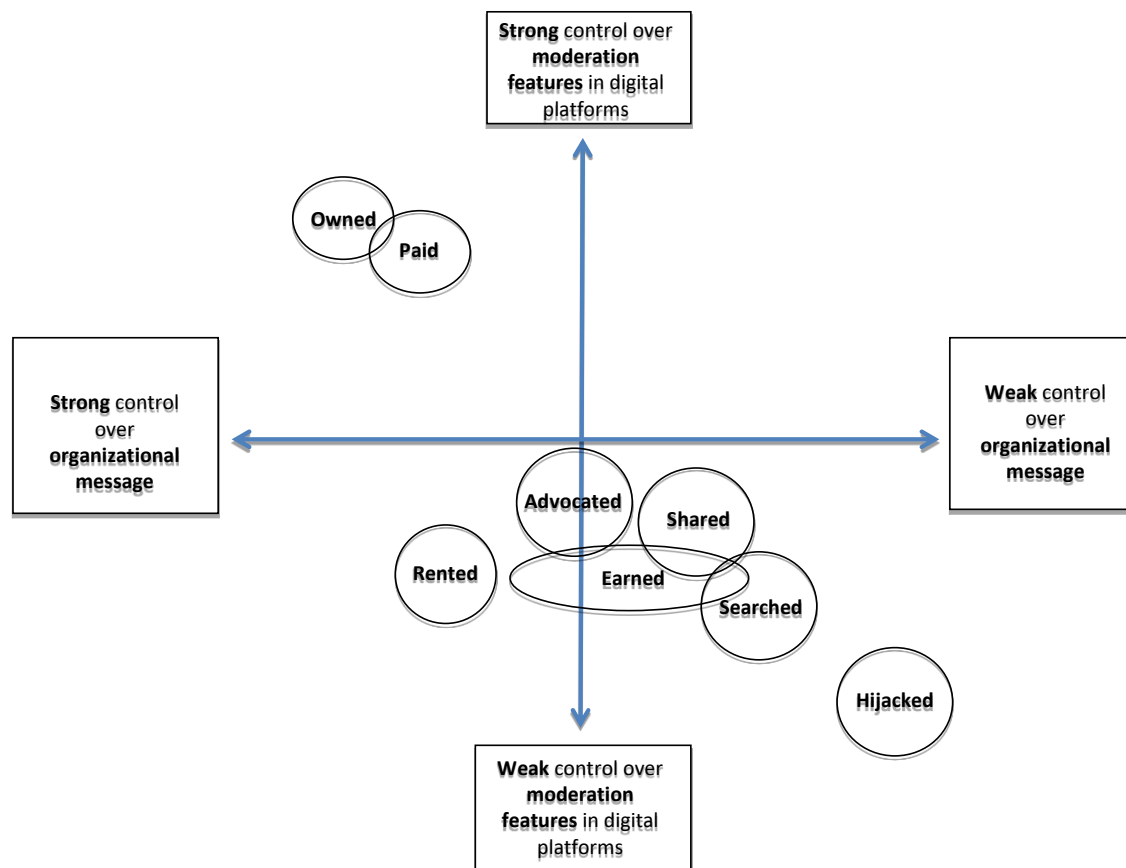 Strong control over
moderation
features in digital
platforms
Owned
Paid
Strong control
over
organizational
message
Weak control
over
organizational
message
Advocated
Shared
Rented
Earned
Searched
Hijacked
Weak control over
moderation
features in digital
platforms